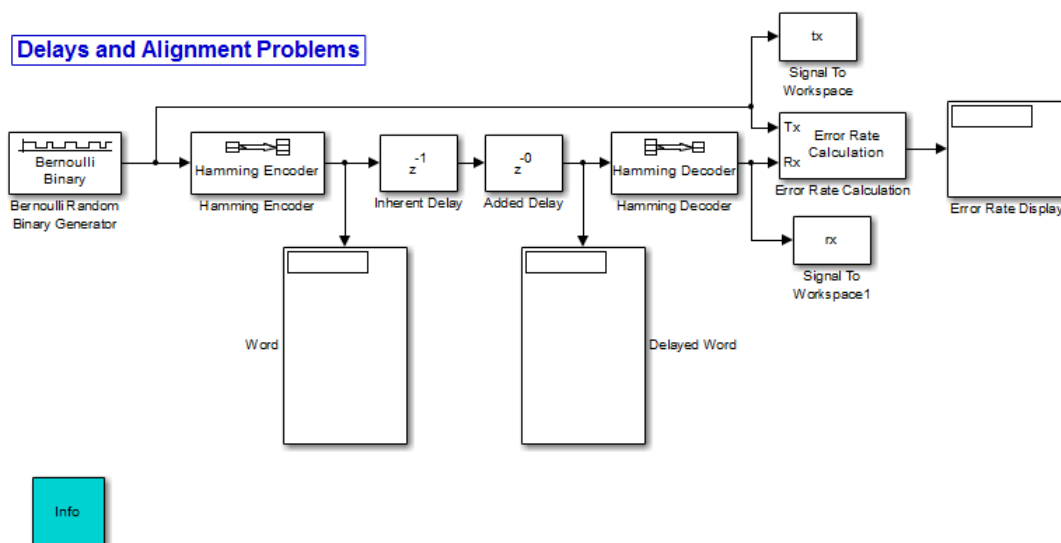 Delays and Alignment Problems
tx
Signal To
Workspace
Bernoulli
Binary
Bernoulli Random
Binary Generator
Hamming Encoder
Hamming Encoder
-1
z
Inherent Delay
-0
z
Added Delay
Hamming Decoder
Hamming Decoder
Tx
Rx
Error Rate
Calculation
Error Rate Calculation
Error Rate Display
rx
Signal To
Workspace1
Word
Delayed Word
Info